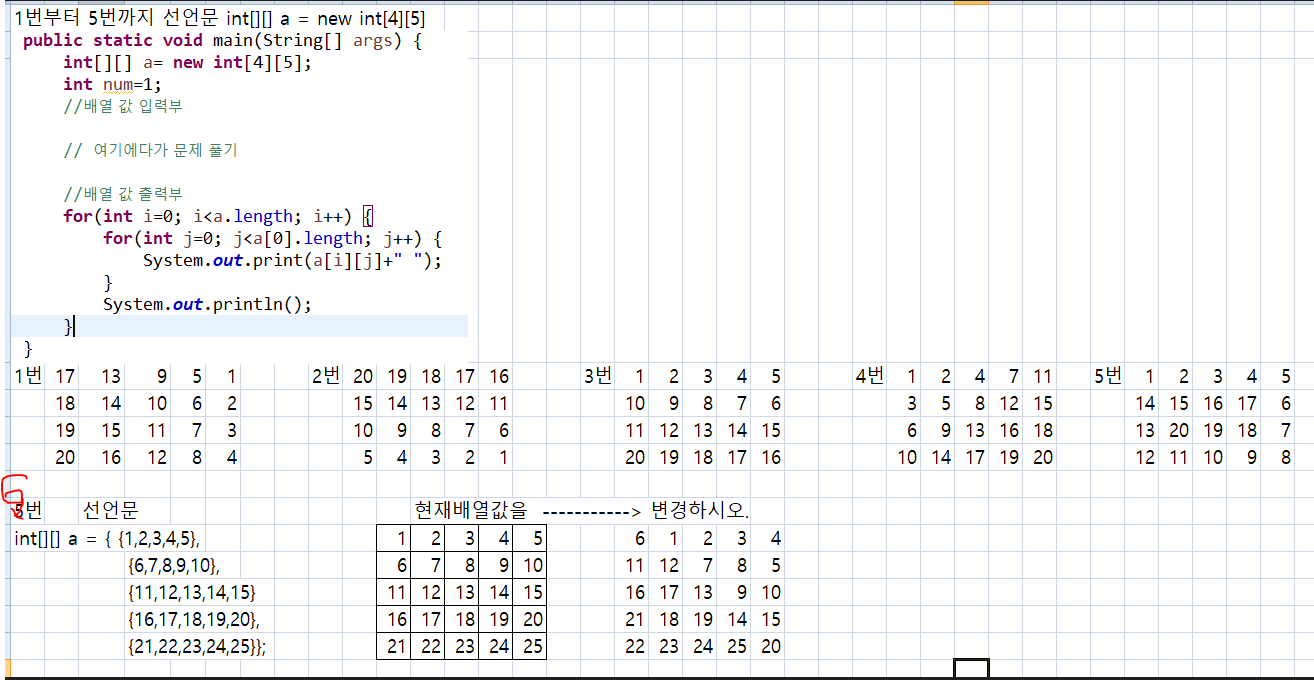 1번부터 5번까지 선언문 int[][] a = new int[4][5]
public static void main(String[] args) {
int[][] a= new int[4][5];
int num=1;
//배열 값 입력부
// 여기에다가 문제 풀기
//배열 값 출력부
for(int i=0; i<a.length; i++) {
for(int j=0; j<a[0].length; j++) {
System.out.print(a[i][j]+" ");
}
System.out.println();
}
}
1번 17 13 9 5 1 2번 20 19 18 17 16 3번 1 2 3 4 5 4번 1 2 4 7 11 5번 1 2 3 4 5
18 14 10 6 2 15 14 13 12 11 10 9 8 7 6 3 5 8 12 15 14 15 16 17 6
19 15 11 7 3 10 9 8 7 6 11 12 13 14 15 6 9 13 16 18 13 20 19 18 7
20 16 12 8 4 5 4 3 2 1 20 19 18 17 16 10 14 17 19 20 12 11 10 9 8
5번 선언문 현재배열값을 -----------> 변경하시오.
int[][] a = { {1,2,3,4,5}, 1 2 3 4 5 6 1 2 3 4
{6,7,8,9,10}, 6 7 8 9 10 11 12 7 8 5
{11,12,13,14,15} 11 12 13 14 15 16 17 13 9 10
{16,17,18,19,20}, 16 17 18 19 20 21 18 19 14 15
{21,22,23,24,25}}; 21 22 23 24 25 22 23 24 25 20